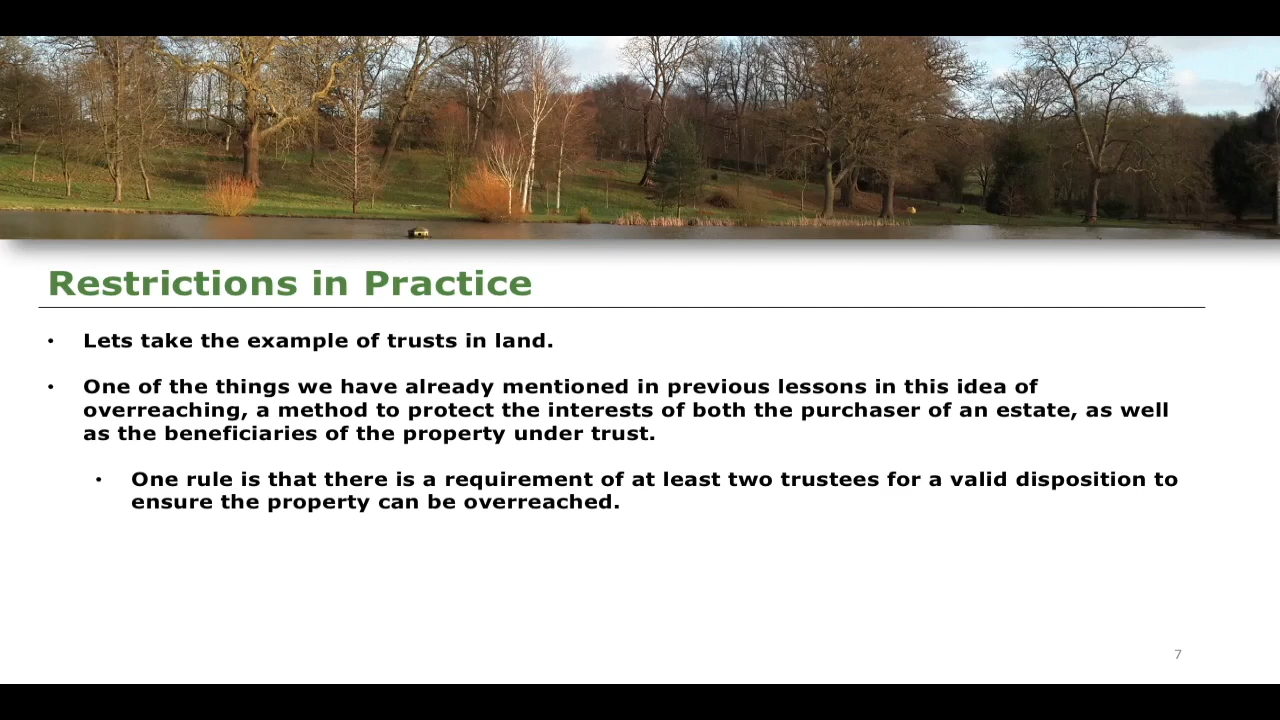 Restrictions in Practice
• Lets take the example of trusts in land.
• One of the things we have already mentioned in previous lessons in this idea of
overreaching, a method to protect the interests of both the purchaser of an estate, as well
as the beneficiaries of the property under trust.
• One rule is that there is a requirement of at least two trustees for a valid disposition to
ensure the property can be overreached.
7